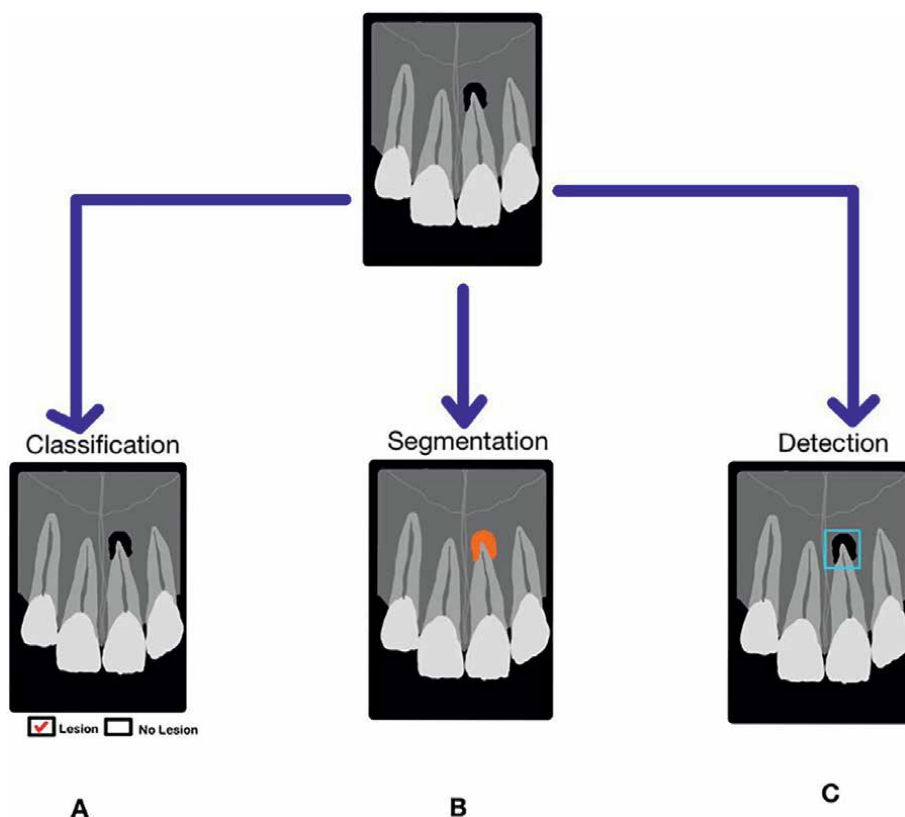 Classification
Segmentation
Detection
Lesion No Lesion
A
B
C